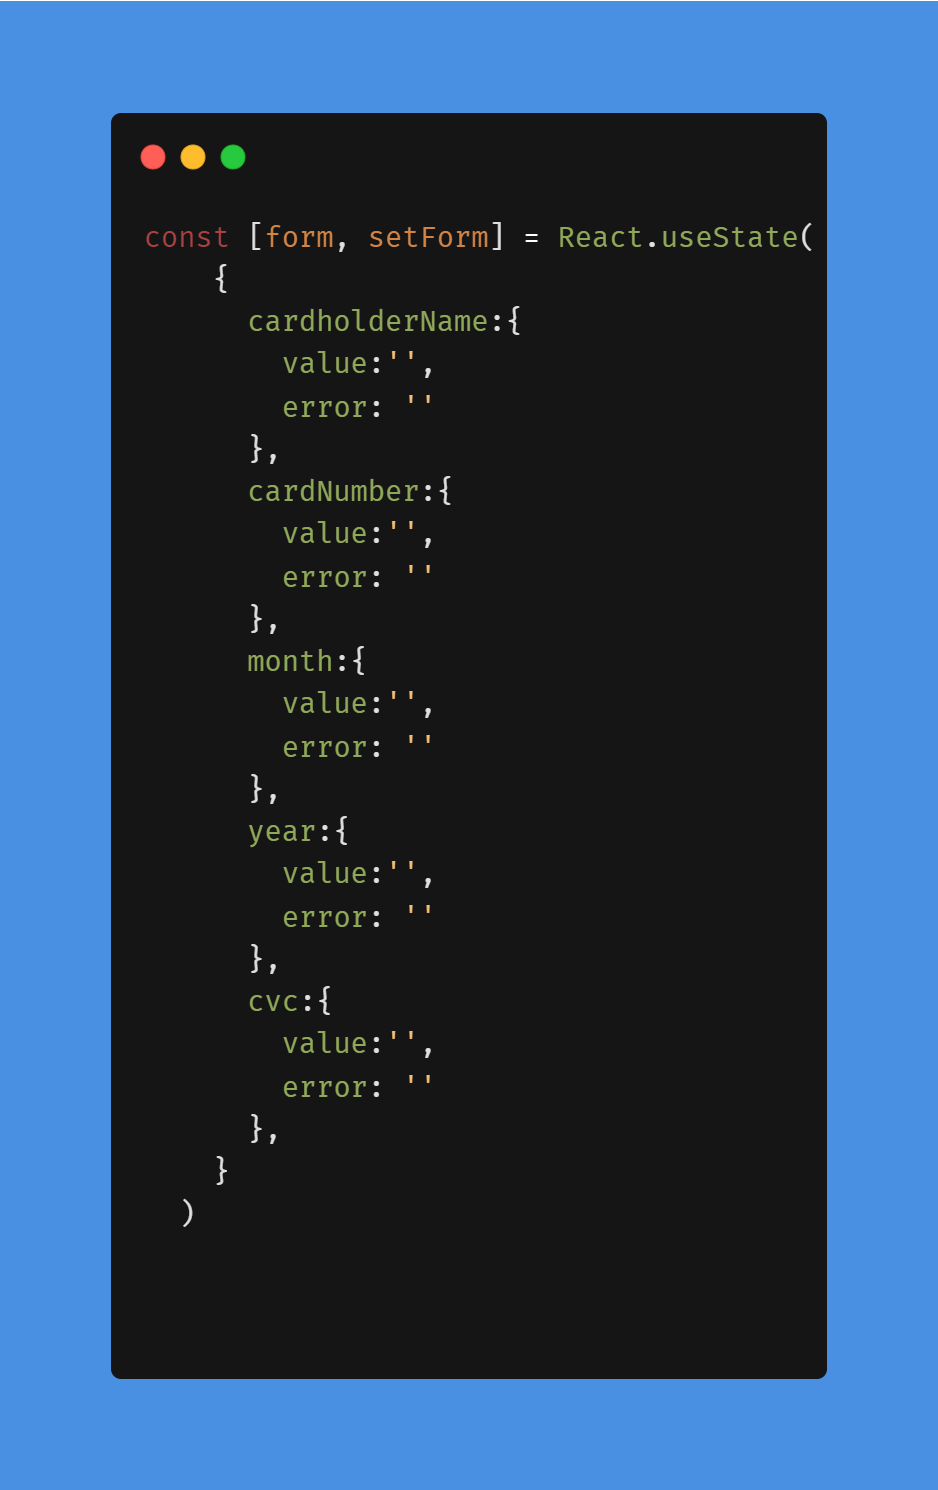 const [form, setForm] = React.useState(
    {
      cardholderName:{
        value:'',
        error: ''
      },
      cardNumber:{
        value:'',
        error: ''
      },
      month:{
        value:'',
        error: ''
      },
      year:{
        value:'',
        error: ''
      },
      cvc:{
        value:'',
        error: ''
      },
    }
  )